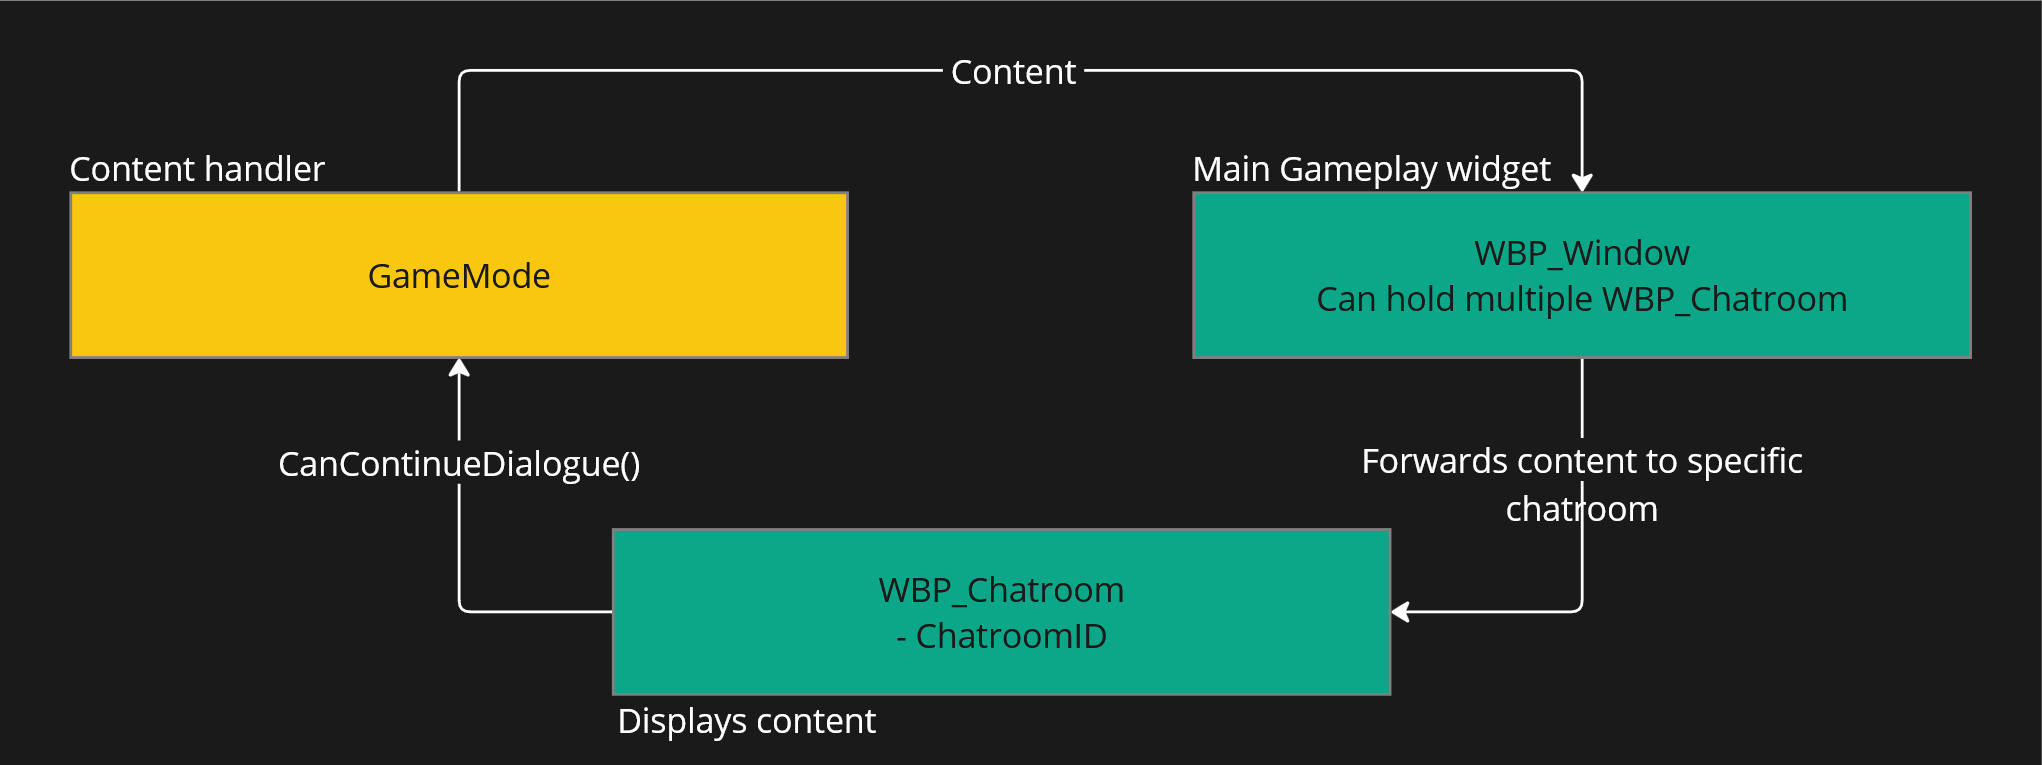 Content
Content handler
Main Gameplay widget
GameMode
WBP_Window
Can hold multiple WBP_Chatroom
CanContinueDialogue()
Forwards content to specific
chatroom
WBP_Chatroom
- ChatroomID
Displays content